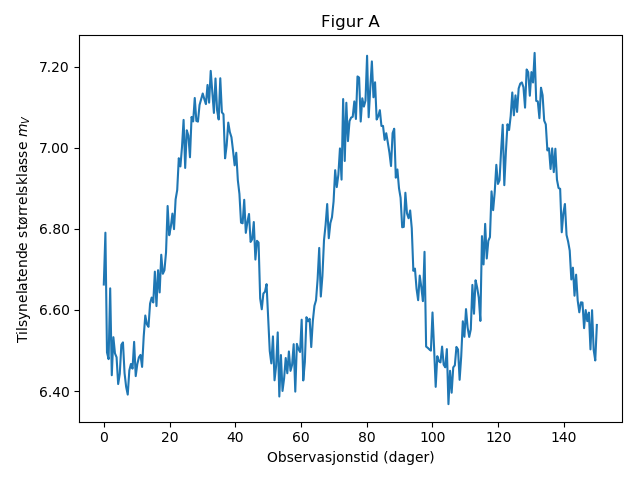 Figur A
7.20
7.00
6.80
6.60
6.40
Tilsynelatende størrelsklasse $m_V$
0 20 40 60 80 100 120 140
Observasjonstid (dager)